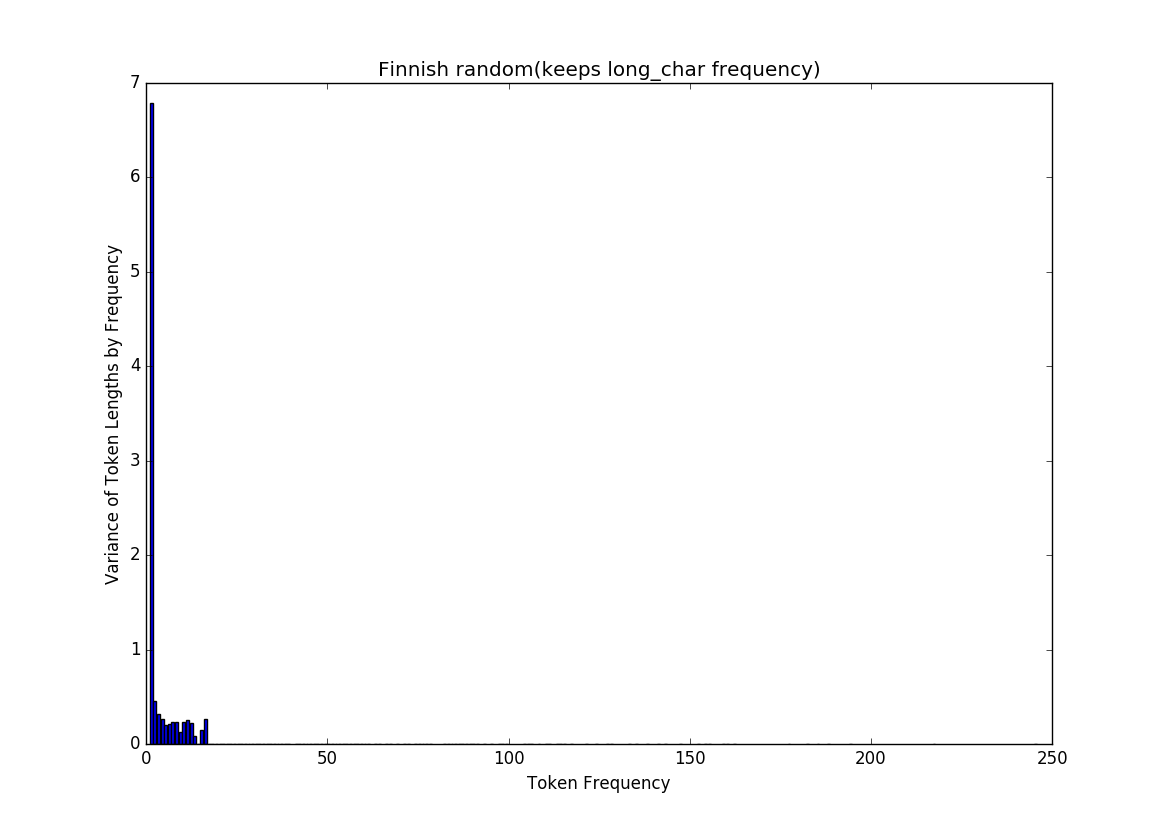 Finnish random(keeps long_char frequency)
7
6
5
4
3
2
1
0
Variance of Token Lengths by Frequency
0 50 100 150 200 250
Token Frequency